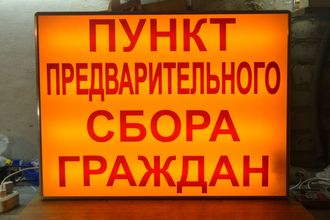 ПУНКТ
ПРЕДВАРИТЕЛЬНОГО
СБОРА
ГРАЖДАН